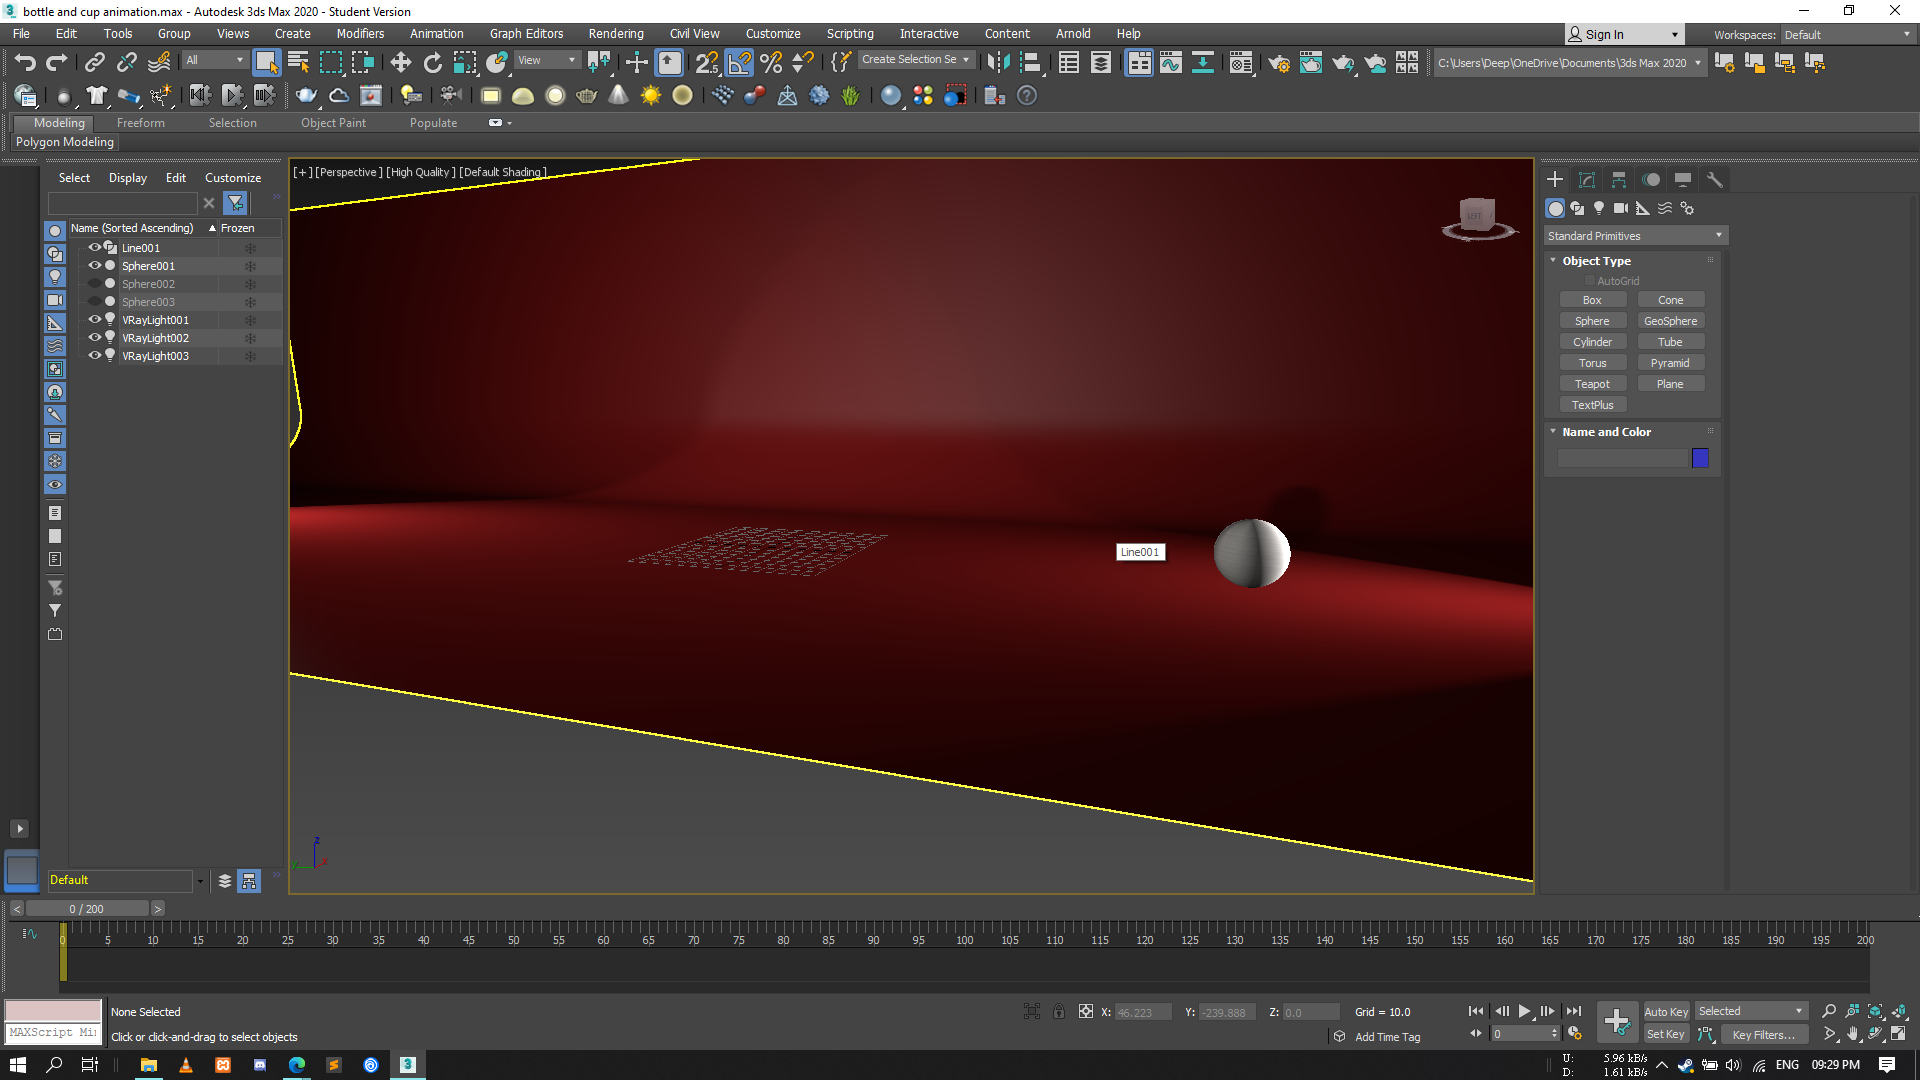 bottle and cup animation.max - Autodesk 3ds Max 2020 - Student Version
File Edit Tools Group Views Create Modifiers Animation Graph Editors Rendering Civil View Customize Scripting Interactive Content Arnold Help
Sign In
Workspaces: Default
All
View
Create Selection Se
C:\Users\Deep\OneDrive\Documents\3ds Max 2020
Modeling Freeform Selection Object Paint Populate
Polygon Modeling
Select Display Edit Customize
Name (Sorted Ascending) Frozen
Line001
Sphere001
Sphere002
Sphere003
VRayLight001
VRayLight002
VRayLight003
[+] [Perspective ] [High Quality ] [Default Shading ]
LEFT
Line001
z
x
y
Standard Primitives
Object Type
AutoGrid
Box Cone
Sphere GeoSphere
Cylinder Tube
Torus Pyramid
Teapot Plane
TextPlus
Name and Color
Default
< 0 / 200 >
0 5 10 15 20 25 30 35 40 45 50 55 60 65 70 75 80 85 90 95 100 105 110 115 120 125 130 135 140 145 150 155 160 165 170 175 180 185 190 195 200
None Selected
X: 46.223 Y: -239.888 Z: 0.0 Grid = 10.0
Auto Key Selected
MAXScript Mi
Click or click-and-drag to select objects
Add Time Tag
0
Set Key Key Filters...
U: 5.96 kB/s
D: 1.61 kB/s
ENG 09:29 PM